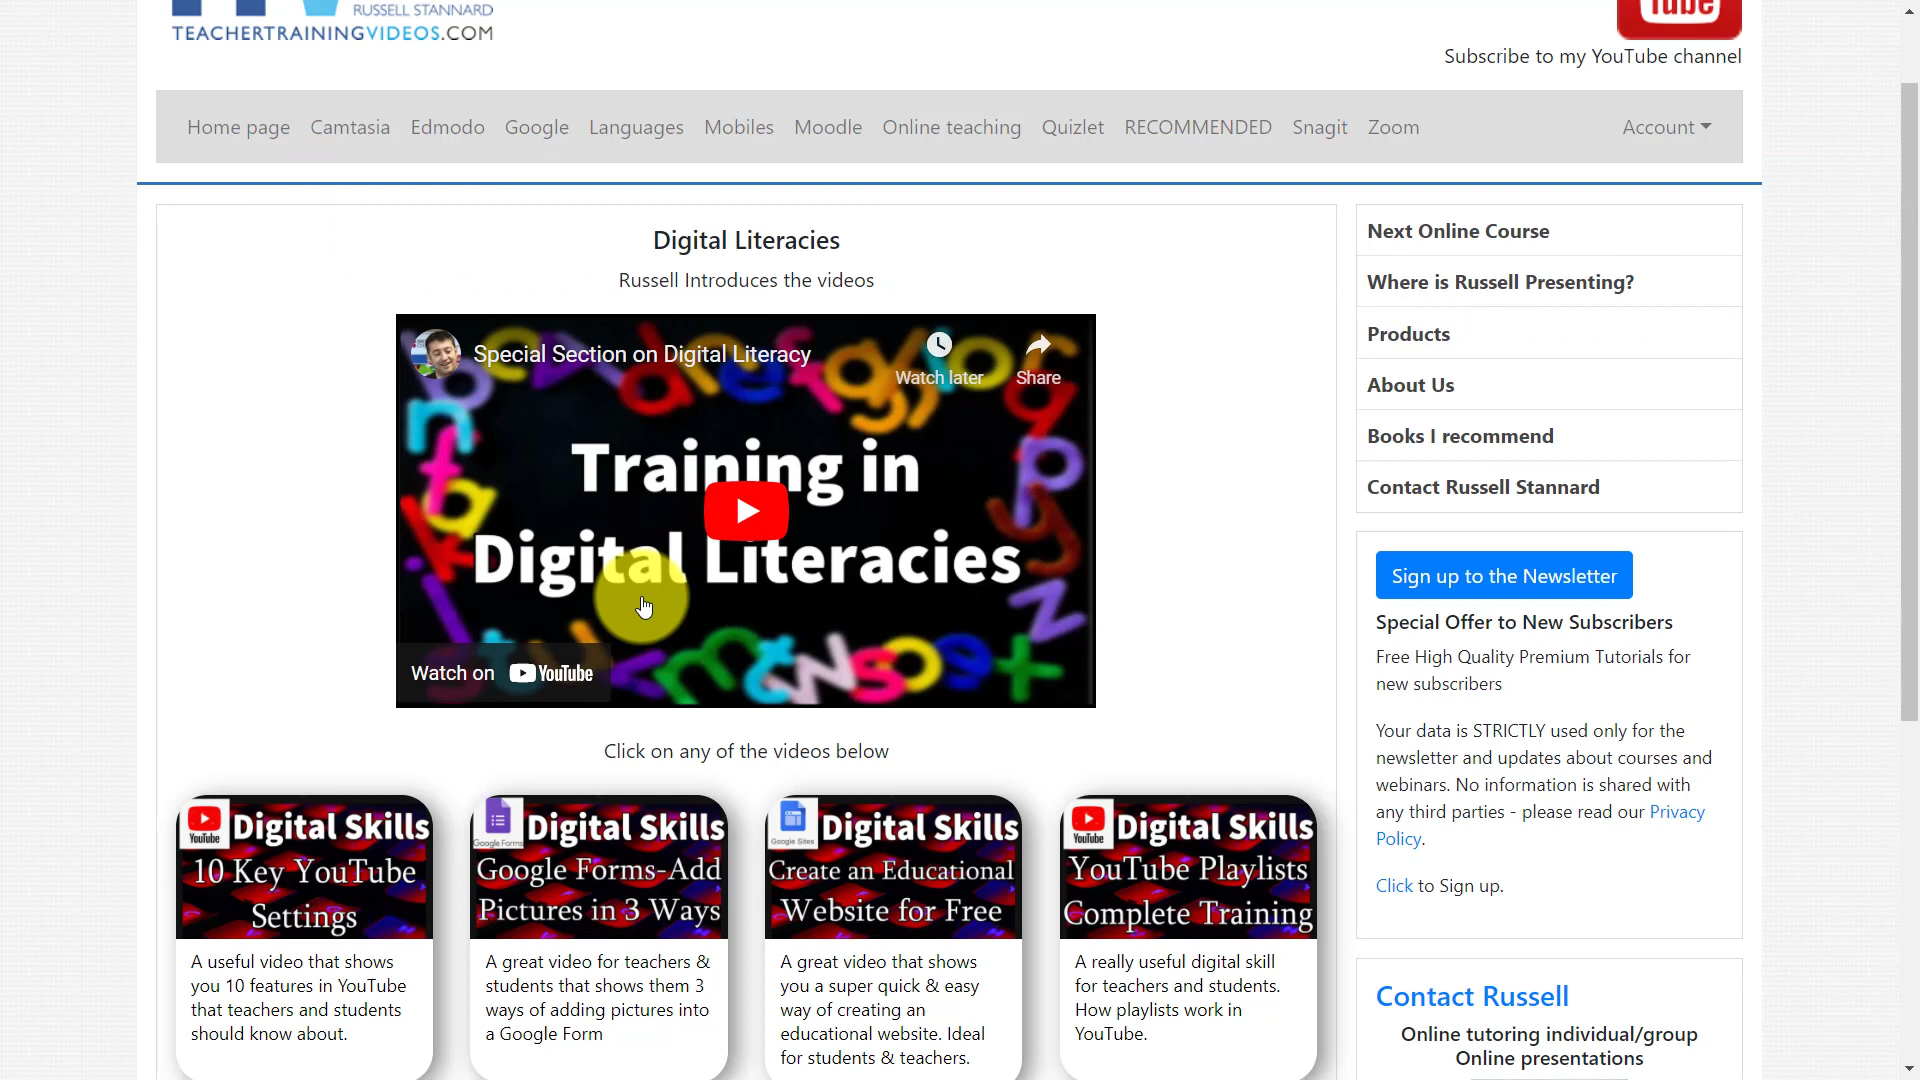 RUSSELL STANNARD
TEACHERTRAININGVIDEOS.COM
Tube
Subscribe to my YouTube channel
Home page Camtasia Edmodo Google Languages Mobiles Moodle Online teaching Quizlet RECOMMENDED Snagit Zoom Account
Digital Literacies
Russell Introduces the videos
Special Section on Digital Literacy
Watch later
Share
Training in
Digital Literacies
Watch on YouTube
Click on any of the videos below
YouTube
Digital Skills
10 Key YouTube
Settings
A useful video that shows
you 10 features in YouTube
that teachers and students
should know about.
Google Forms
Digital Skills
Google Forms-Add
Pictures in 3 Ways
A great video for teachers &
students that shows them 3
ways of adding pictures into
a Google Form
Google Sites
Digital Skills
Create an Educational
Website for Free
A great video that shows
you a super quick & easy
way of creating an
educational website. Ideal
for students & teachers.
YouTube
Digital Skills
YouTube Playlists
Complete Training
A really useful digital skill
for teachers and students.
How playlists work in
YouTube.
Next Online Course
Where is Russell Presenting?
Products
About Us
Books I recommend
Contact Russell Stannard
Sign up to the Newsletter
Special Offer to New Subscribers
Free High Quality Premium Tutorials for
new subscribers
Your data is STRICTLY used only for the
newsletter and updates about courses and
webinars. No information is shared with
any third parties - please read our Privacy
Policy.
Click to Sign up.
Contact Russell
Online tutoring individual/group
Online presentations